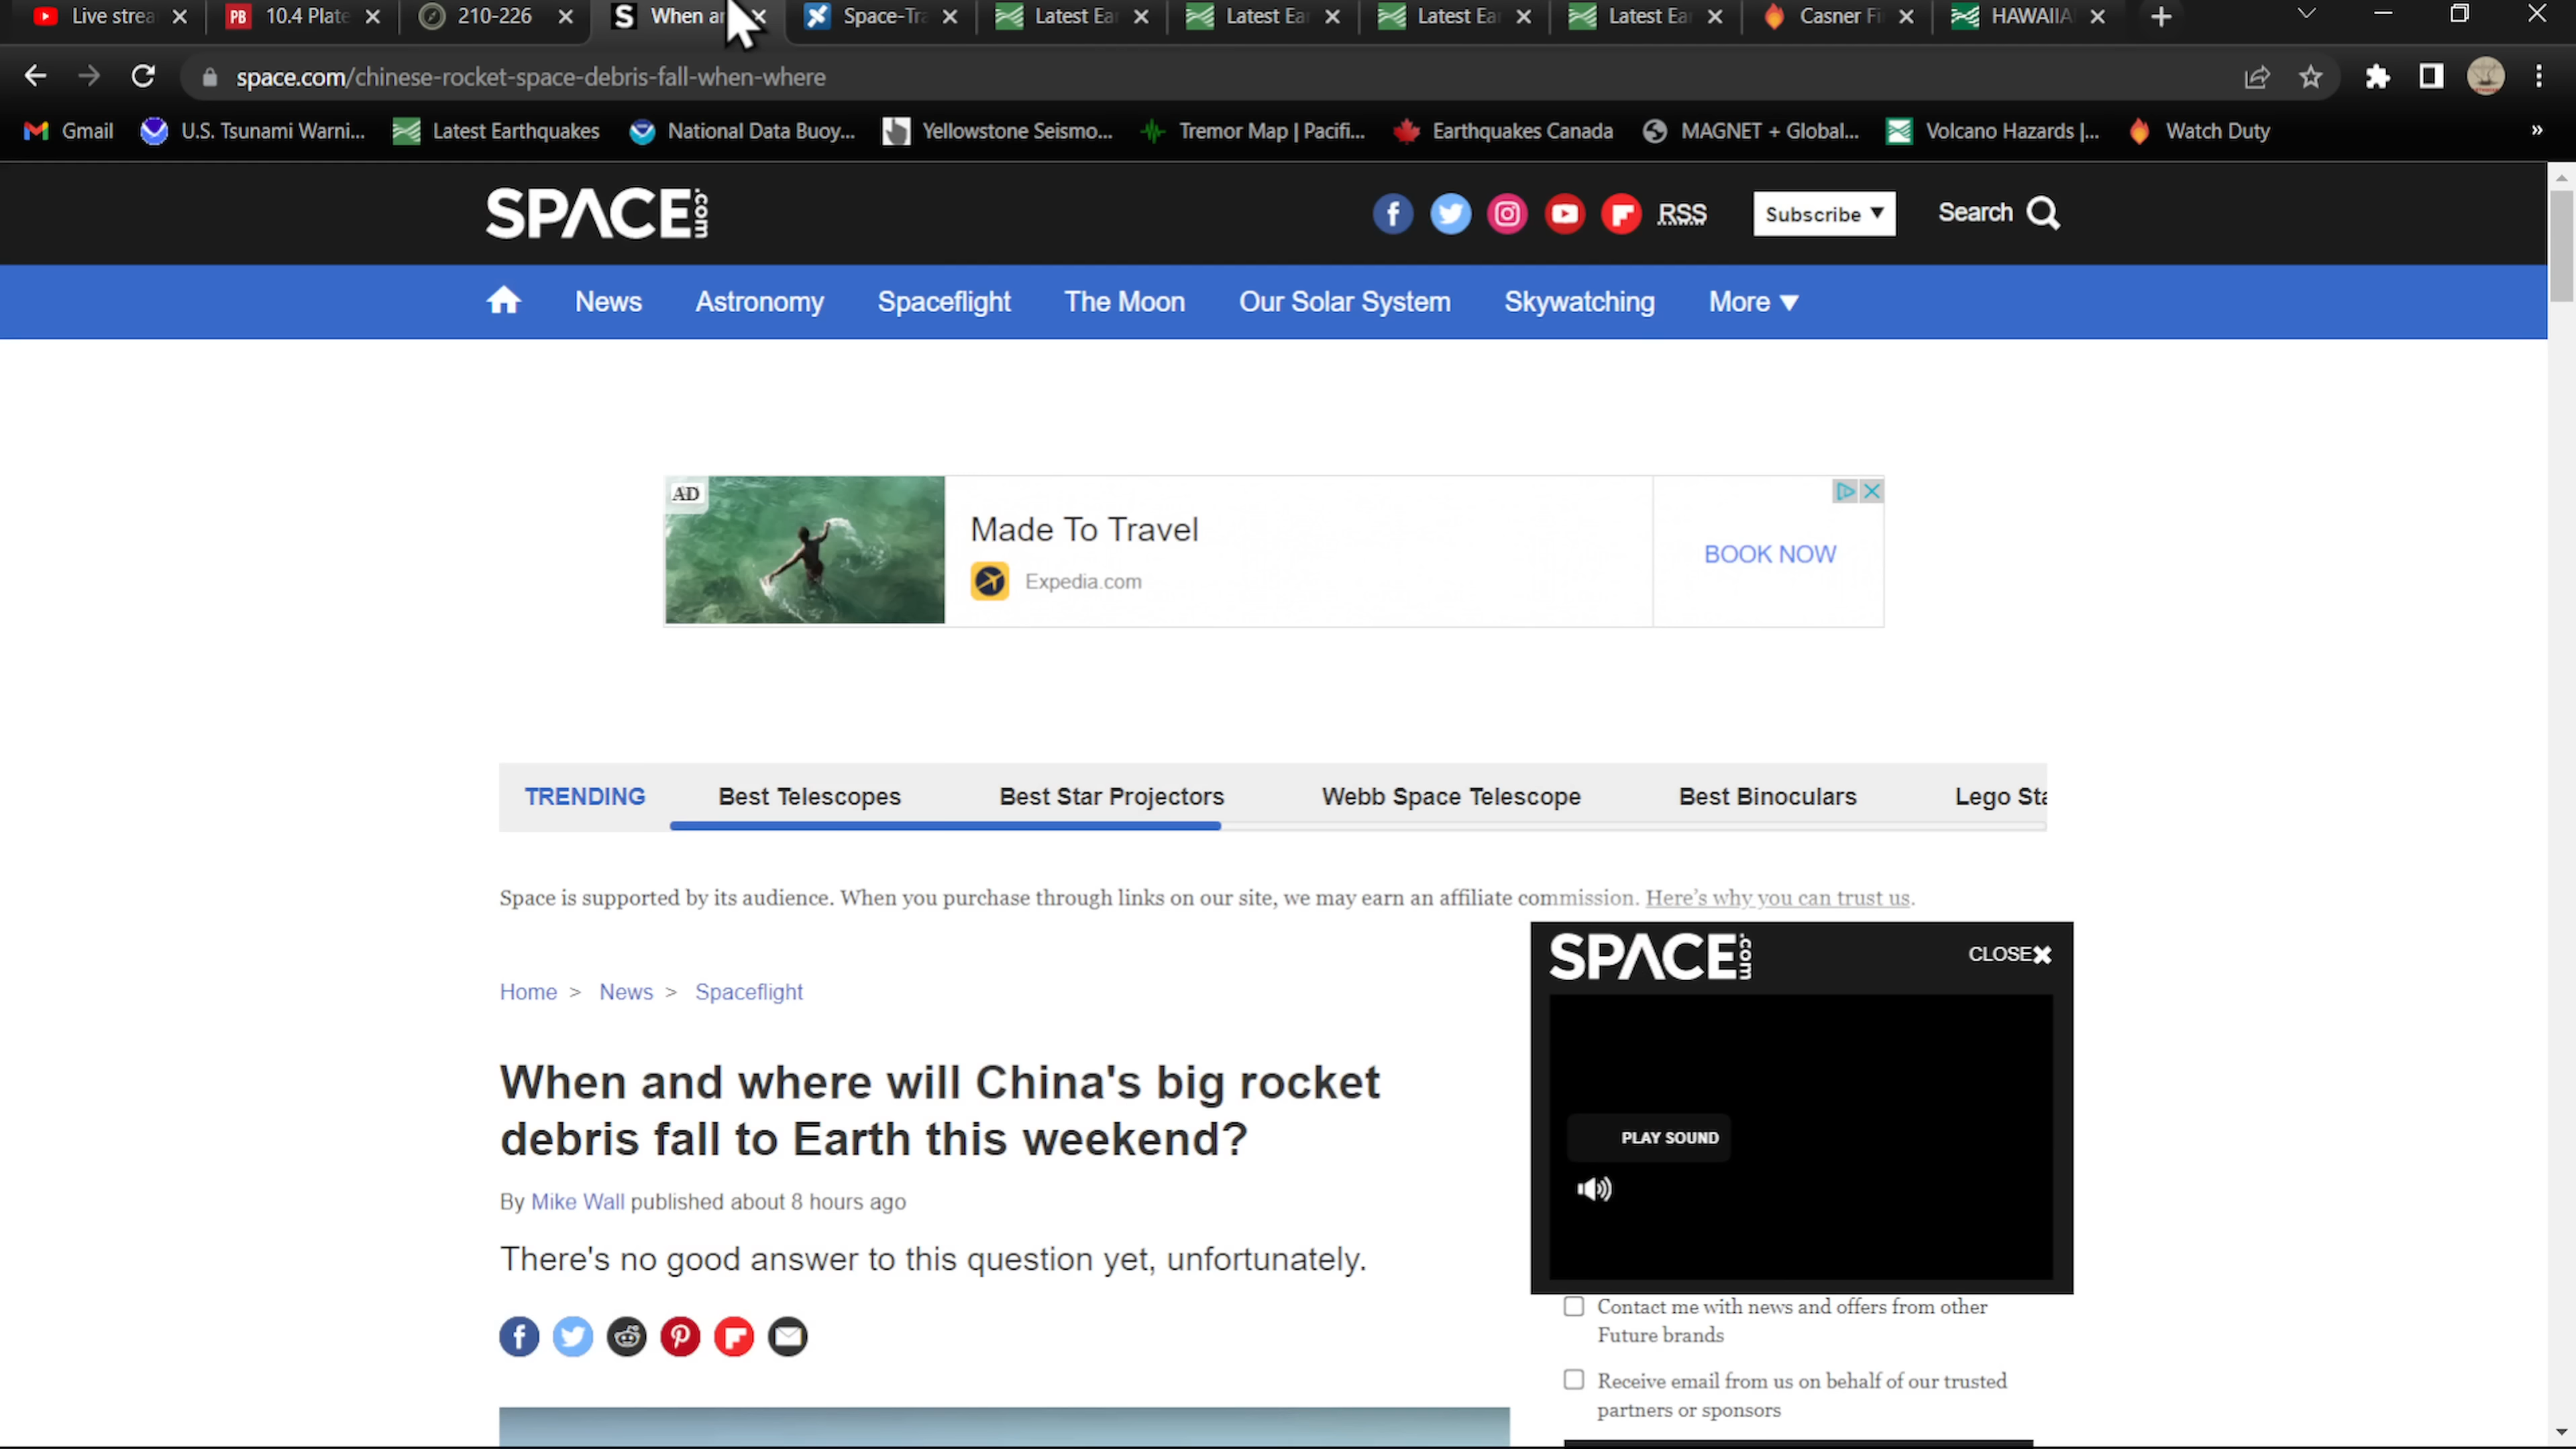 Live strea
PB 10.4 Plate
210-226
S When ar
Space-Tra
Latest Ear
Latest Ear
Latest Ear
Latest Ear
Casner Fi
HAWAIIA
space.com/chinese-rocket-space-debris-fall-when-where
Gmail
U.S. Tsunami Warni...
Latest Earthquakes
National Data Buoy...
Yellowstone Seismo...
Tremor Map | Pacifi...
Earthquakes Canada
MAGNET + Global...
Volcano Hazards |...
Watch Duty
»
SPACE.com
RSS
Subscribe ▼
Search
News
Astronomy
Spaceflight
The Moon
Our Solar System
Skywatching
More ▼
AD
Made To Travel
Expedia.com
BOOK NOW
TRENDING
Best Telescopes
Best Star Projectors
Webb Space Telescope
Best Binoculars
Lego Sta
Space is supported by its audience. When you purchase through links on our site, we may earn an affiliate commission. Here’s why you can trust us.
SPACE.com
CLOSE
Home > News > Spaceflight
When and where will China's big rocket
debris fall to Earth this weekend?
PLAY SOUND
By Mike Wall published about 8 hours ago
There's no good answer to this question yet, unfortunately.
Contact me with news and offers from other
Future brands
Receive email from us on behalf of our trusted
partners or sponsors